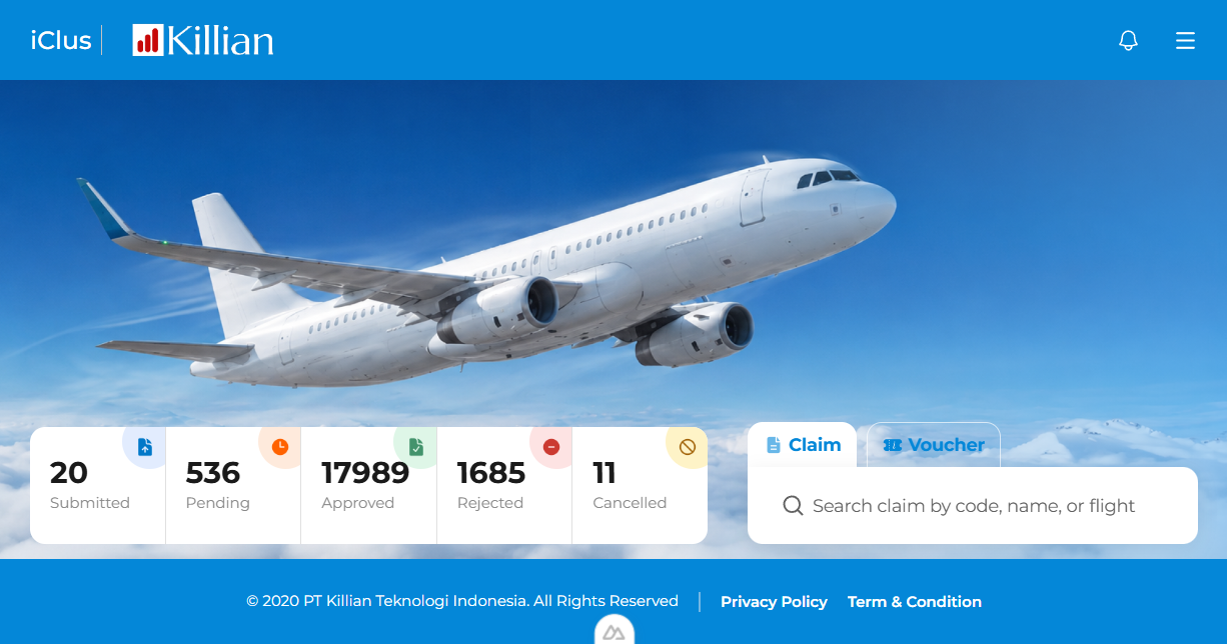 iClus
Killian
20
Submitted
536
Pending
17989
Approved
1685
Rejected
11
Cancelled
Claim
Voucher
Search claim by code, name, or flight
© 2020 PT Killian Teknologi Indonesia. All Rights Reserved
Privacy Policy
Term & Condition